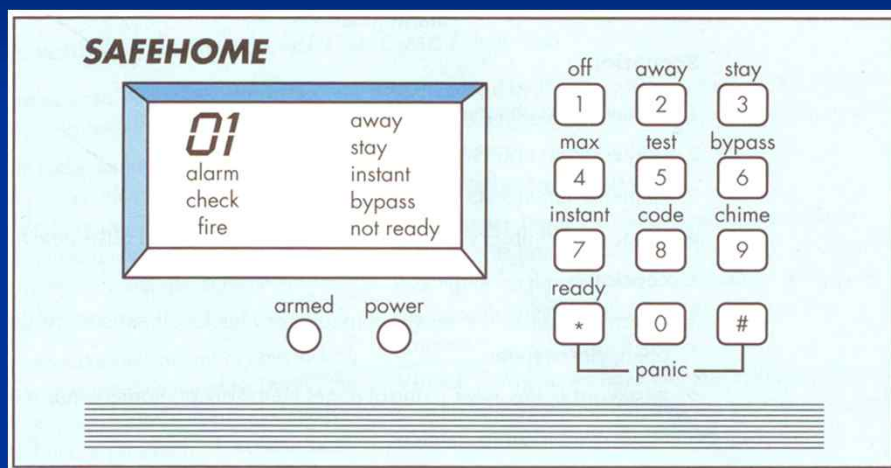 SAFEHOME
01
alarm
check
fire
away
stay
instant
bypass
not ready
armed power
off away stay
1 2 3
max test bypass
4 5 6
instant code chime
7 8 9
ready
* 0 #
panic